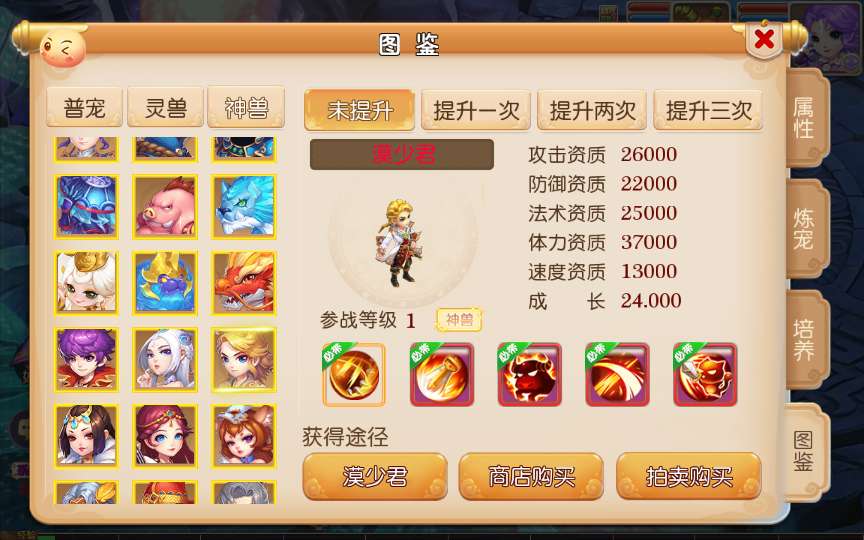 图 鉴
普宠
灵兽
神兽
未提升
提升一次
提升两次
提升三次
漠少君
攻击资质 26000
防御资质 22000
法术资质 25000
体力资质 37000
速度资质 13000
成 长 24.000
参战等级 1
神兽
必带
必带
必带
必带
必带
获得途径
漠少君
商店购买
拍卖购买
属性
炼宠
培养
图鉴